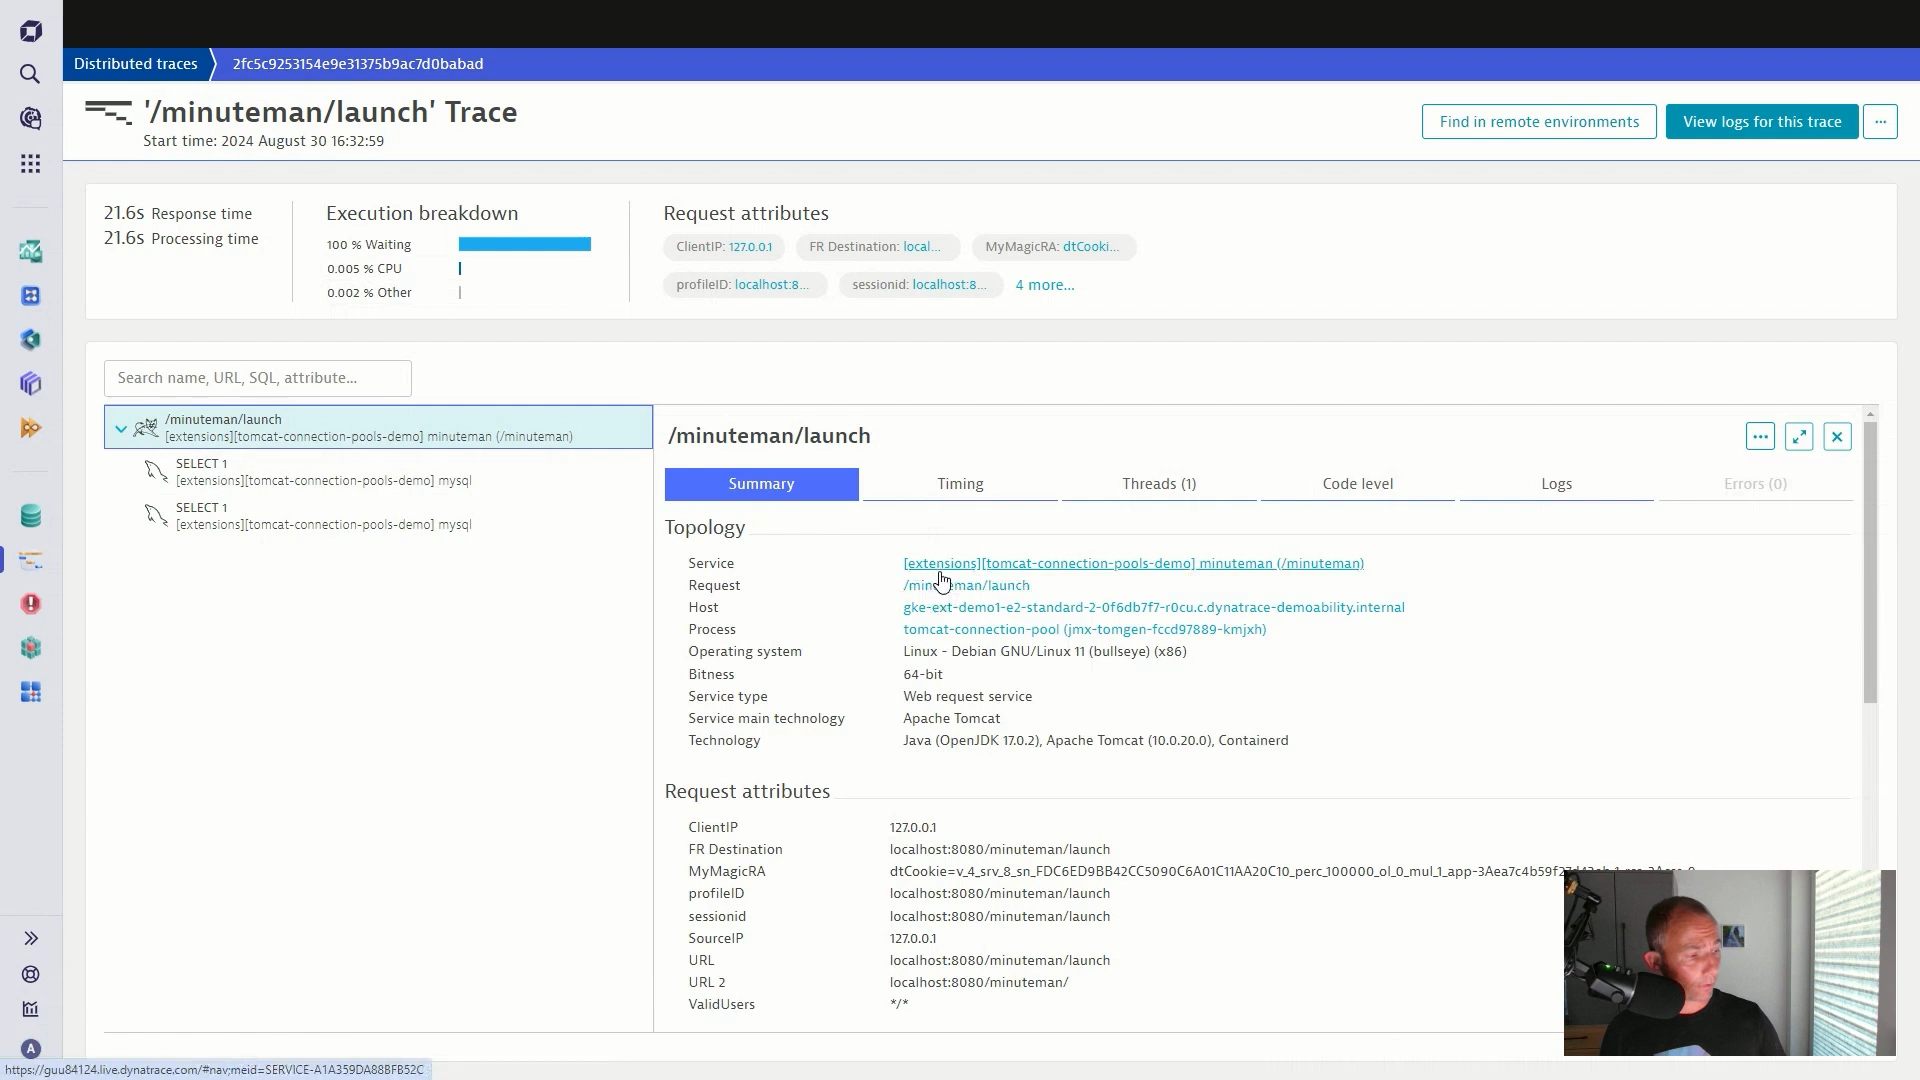 Distributed traces
2fc5c9253154e9e31375b9ac7d0babad
'/minuteman/launch' Trace
Start time: 2024 August 30 16:32:59
Find in remote environments
View logs for this trace
...
21.6s Response time
21.6s Processing time
Execution breakdown
100 % Waiting
0.005 % CPU
0.002 % Other
Request attributes
ClientIP: 127.0.0.1
FR Destination: local...
MyMagicRA: dtCooki...
profileID: localhost:8...
sessionid: localhost:8...
4 more...
Search name, URL, SQL, attribute...
/minuteman/launch
[extensions][tomcat-connection-pools-demo] minuteman (/minuteman)
SELECT 1
[extensions][tomcat-connection-pools-demo] mysql
SELECT 1
[extensions][tomcat-connection-pools-demo] mysql
/minuteman/launch
...
Summary
Timing
Threads (1)
Code level
Logs
Errors (0)
Topology
Service [extensions][tomcat-connection-pools-demo] minuteman (/minuteman)
Request /minuteman/launch
Host gke-ext-demo1-e2-standard-2-0f6db7f7-r0cu.c.dynatrace-demoability.internal
Process tomcat-connection-pool (jmx-tomgen-fccd97889-kmjxh)
Operating system Linux - Debian GNU/Linux 11 (bullseye) (x86)
Bitness 64-bit
Service type Web request service
Service main technology Apache Tomcat
Technology Java (OpenJDK 17.0.2), Apache Tomcat (10.0.20.0), Containerd
Request attributes
ClientIP 127.0.0.1
FR Destination localhost:8080/minuteman/launch
MyMagicRA
profileID localhost:8080/minuteman/launch
sessionid localhost:8080/minuteman/launch
SourceIP 127.0.0.1
URL localhost:8080/minuteman/launch
URL 2 localhost:8080/minuteman/
ValidUsers */*
A
https://guu84124.live.dynatrace.com/#nav;meid=SERVICE-A1A359DA88BFB52C